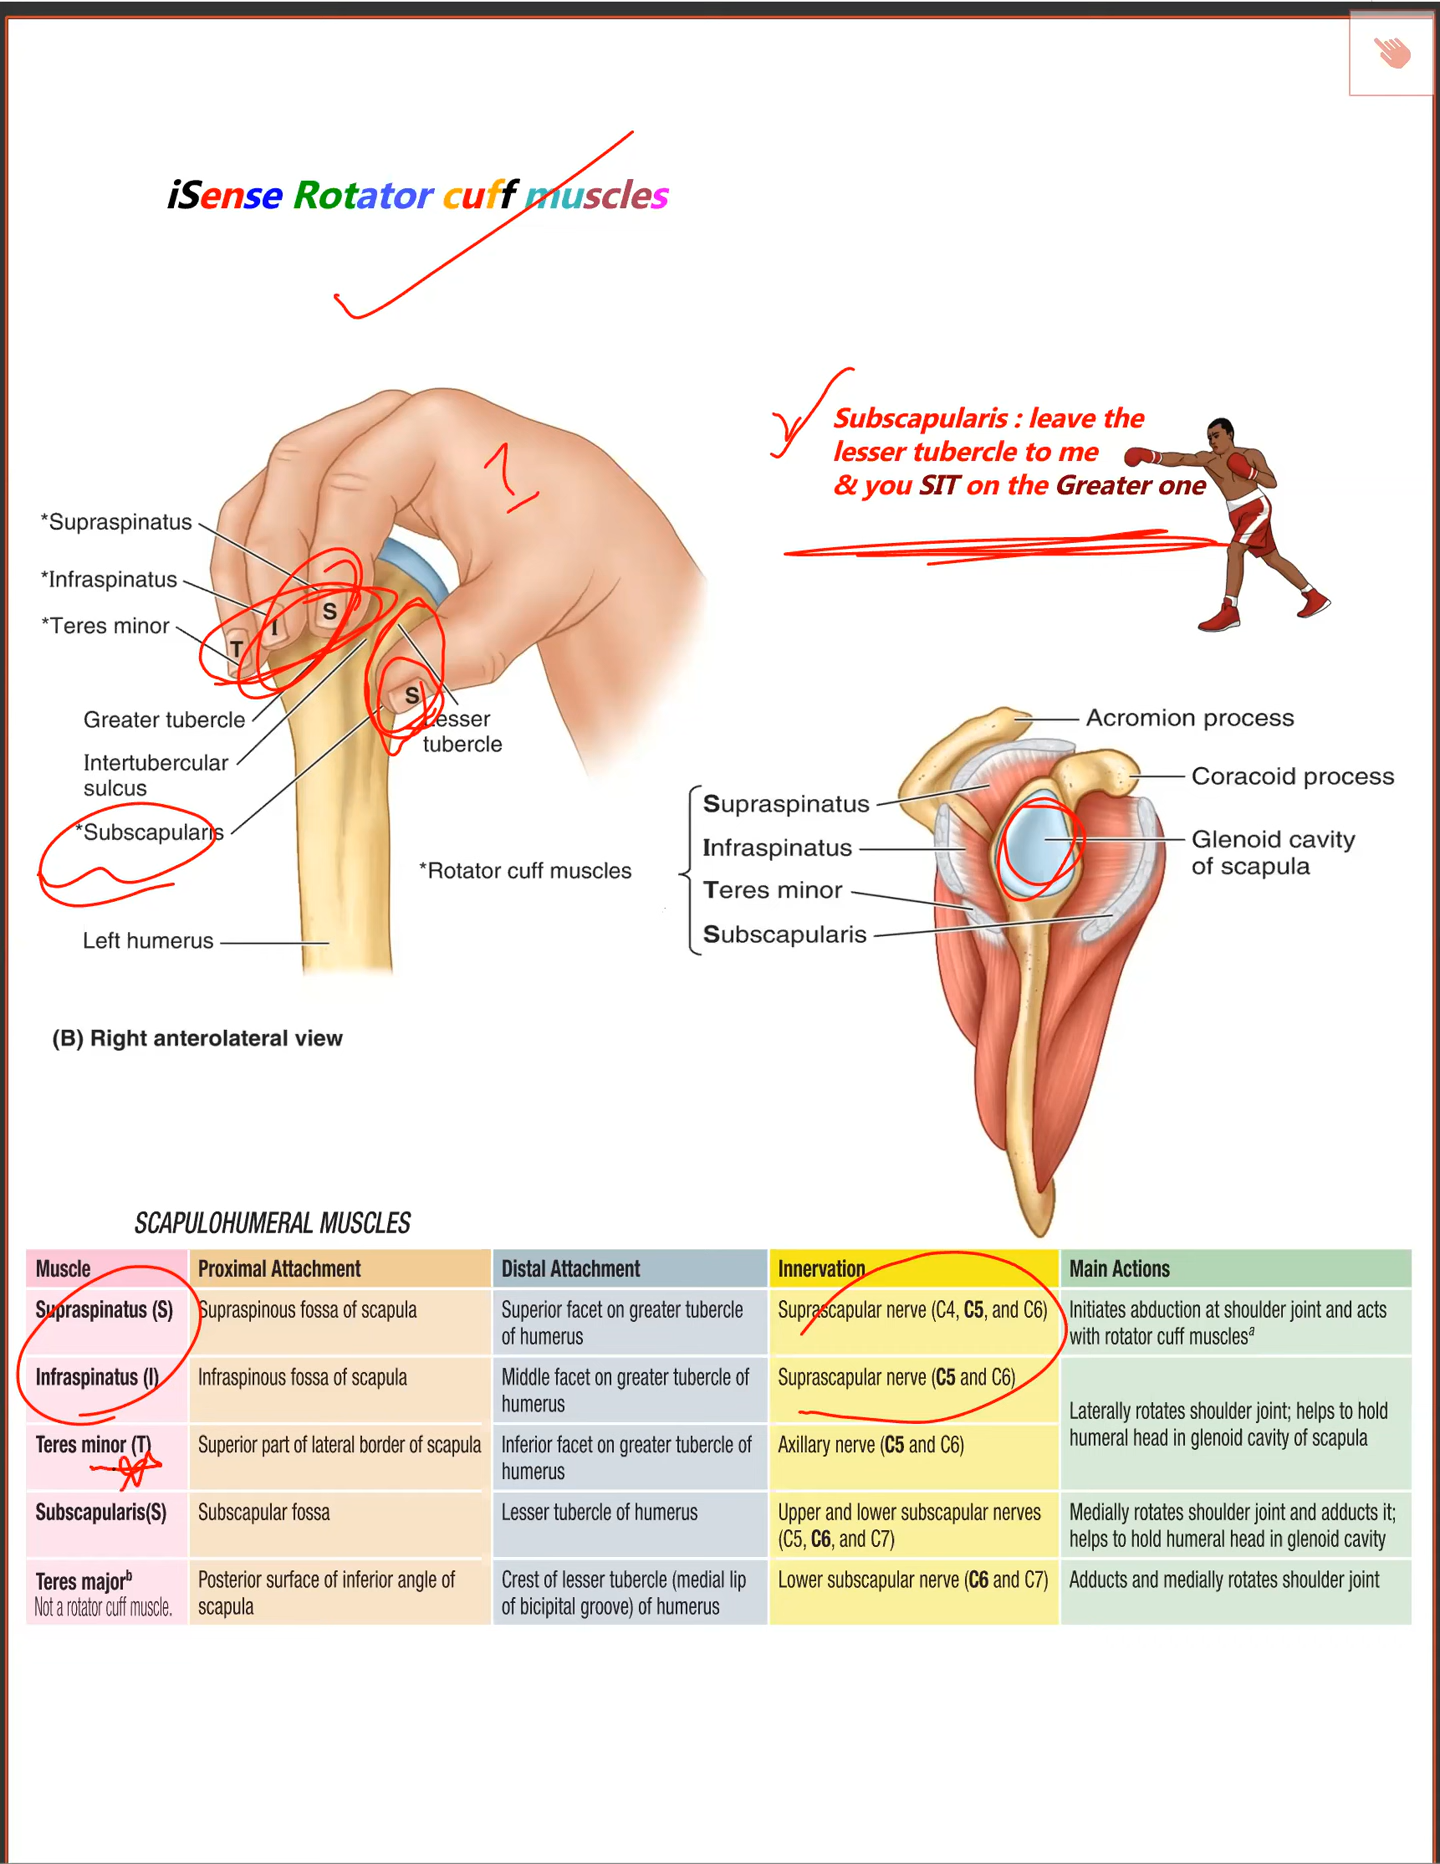 iSense Rotator cuff muscles
Subscapularis : leave the
lesser tubercle to me
& you SIT on the Greater one
*Supraspinatus
*Infraspinatus
*Teres minor
T
I
S
S
Greater tubercle
Lesser
tubercle
Intertubercular
sulcus
*Subscapularis
Left humerus
(B) Right anterolateral view
*Rotator cuff muscles
Supraspinatus
Infraspinatus
Teres minor
Subscapularis
Acromion process
Coracoid process
Glenoid cavity
of scapula
SCAPULOHUMERAL MUSCLES
Muscle Proximal Attachment Distal Attachment Innervation Main Actions
Supraspinatus (S) Supraspinous fossa of scapula Superior facet on greater tubercle
of humerus Suprascapular nerve (C4, C5, and C6) Initiates abduction at shoulder joint and acts
with rotator cuff musclesa
Infraspinatus (I) Infraspinous fossa of scapula Middle facet on greater tubercle of
humerus Suprascapular nerve (C5 and C6) Laterally rotates shoulder joint; helps to hold
humeral head in glenoid cavity of scapula
Teres minor (T) Superior part of lateral border of scapula Inferior facet on greater tubercle of
humerus Axillary nerve (C5 and C6)
Subscapularis(S) Subscapular fossa Lesser tubercle of humerus Upper and lower subscapular nerves
(C5, C6, and C7) Medially rotates shoulder joint and adducts it;
helps to hold humeral head in glenoid cavity
Teres majorb
Not a rotator cuff muscle. Posterior surface of inferior angle of
scapula Crest of lesser tubercle (medial lip
of bicipital groove) of humerus Lower subscapular nerve (C6 and C7) Adducts and medially rotates shoulder joint